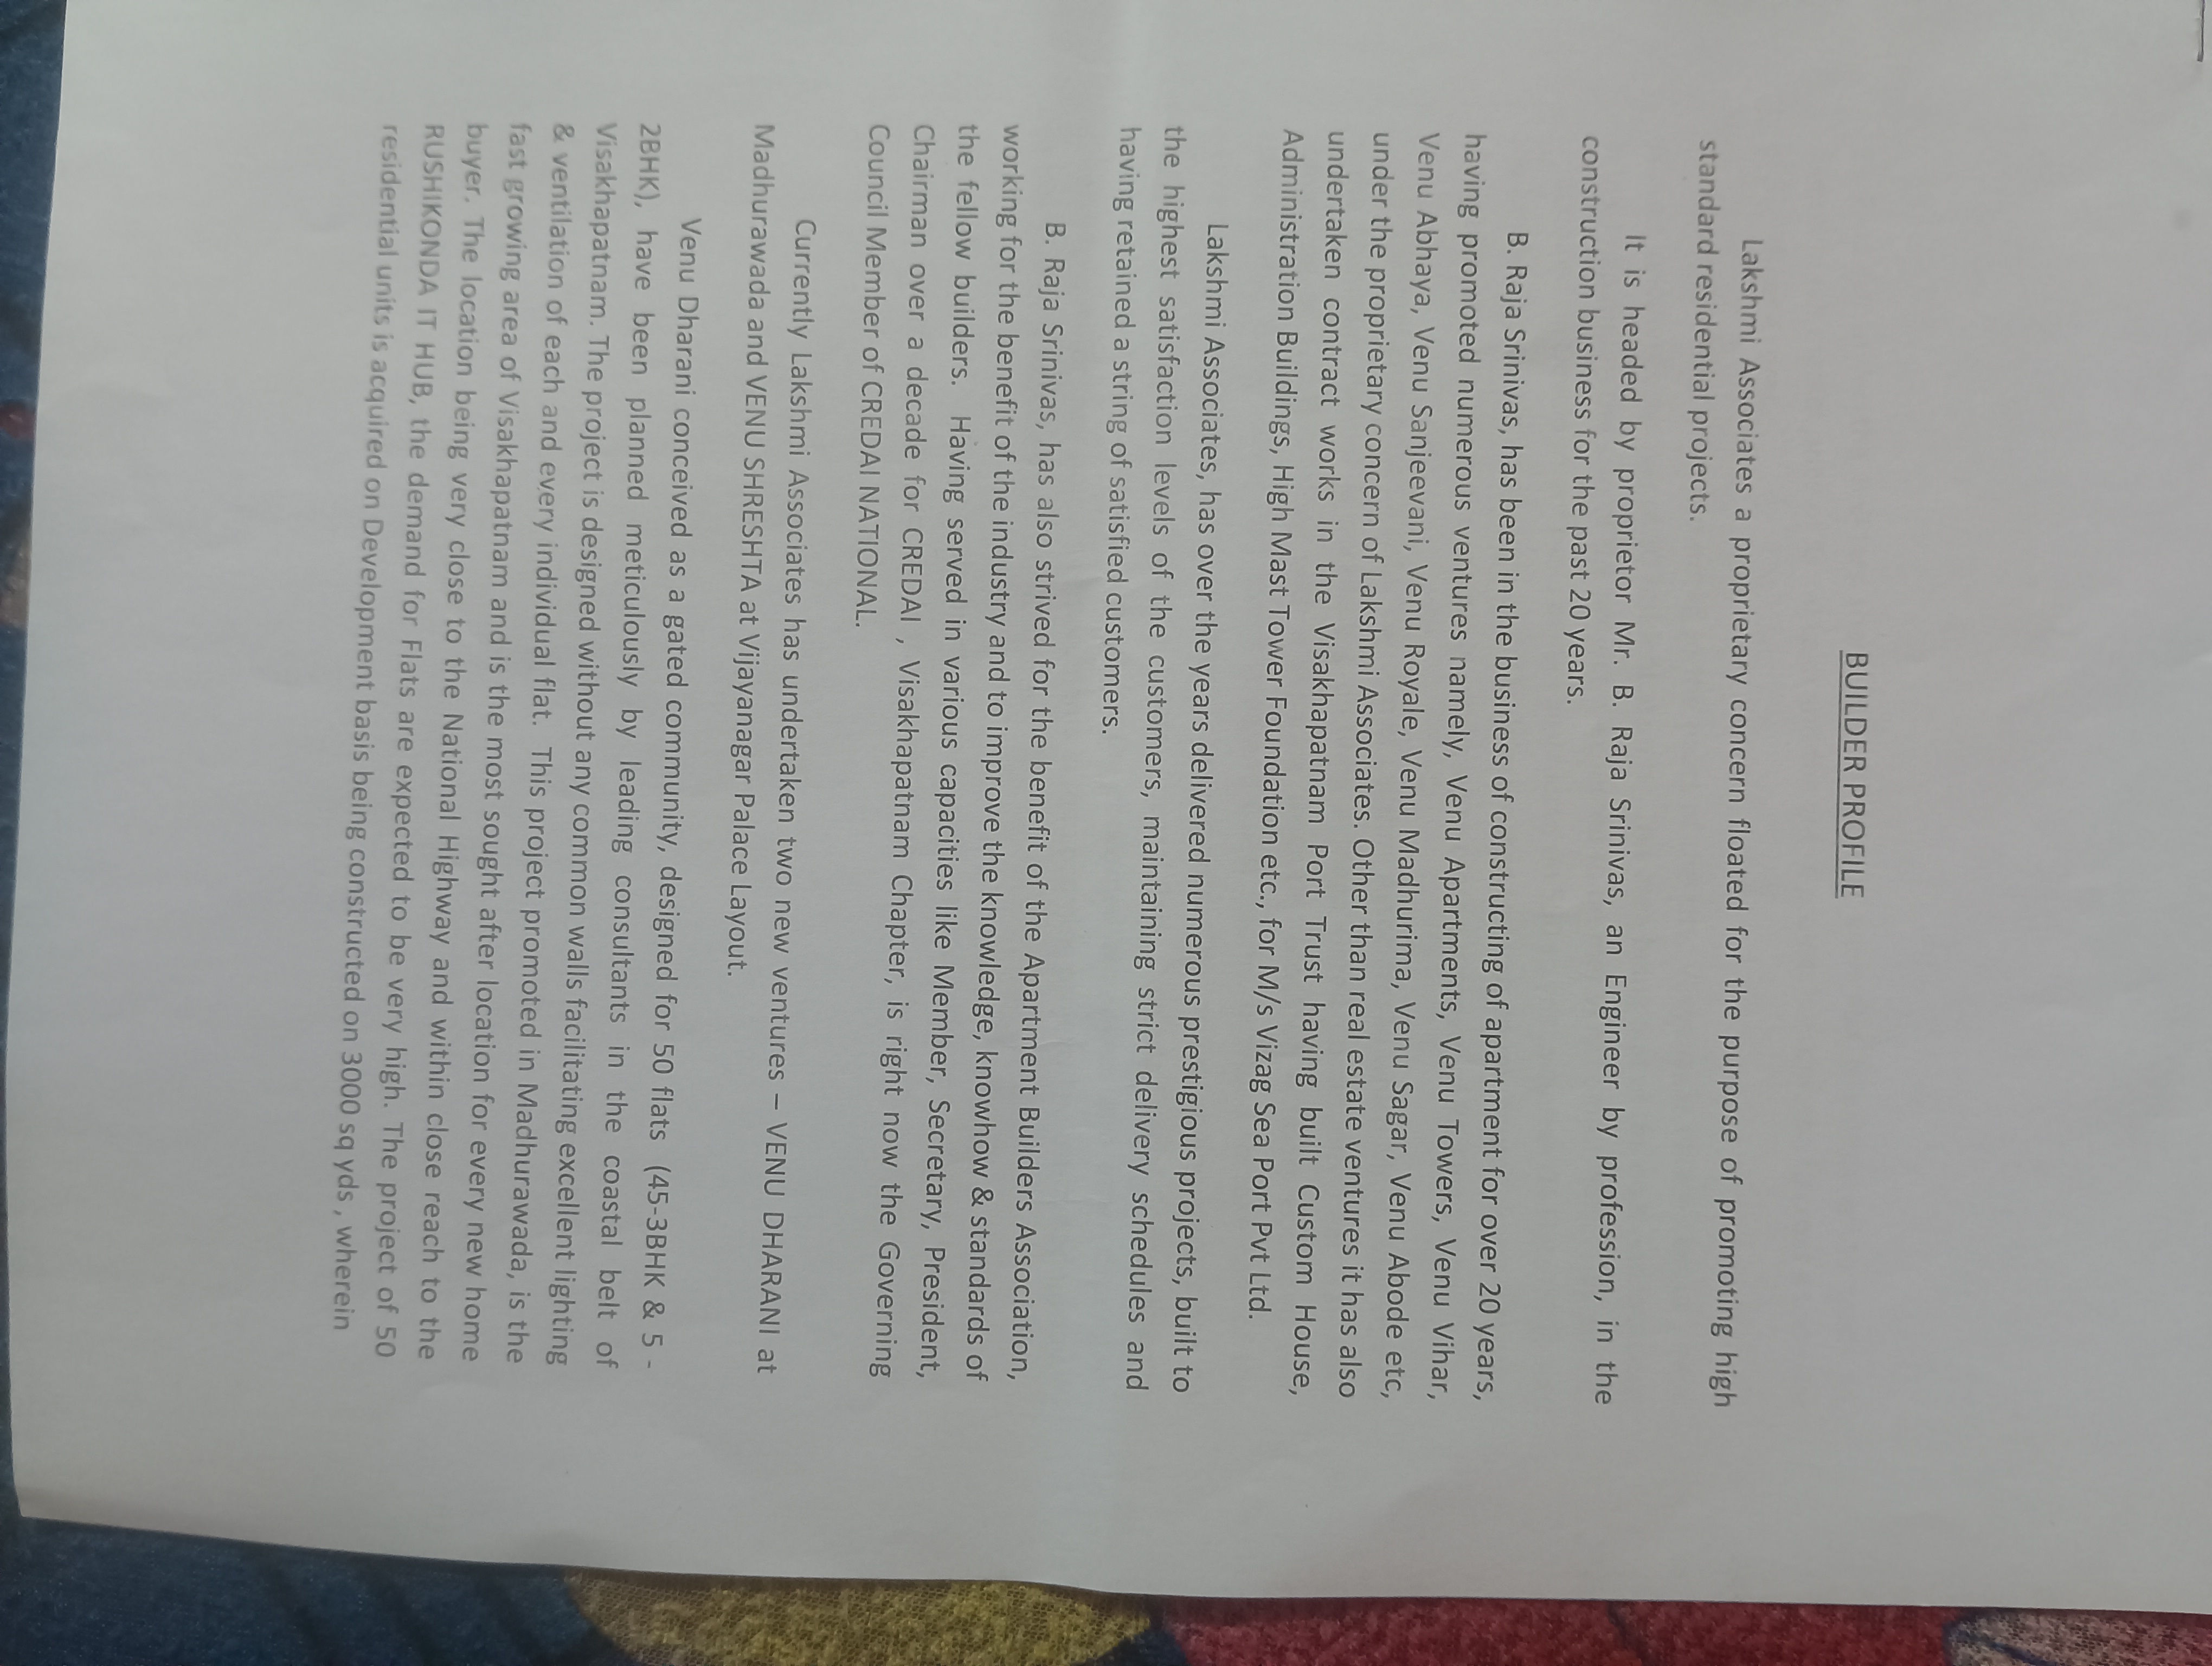 BUILDER PROFILE
Lakshmi Associates a proprietary concern floated for the purpose of promoting high
standard residential projects.
It is headed by proprietor Mr. B. Raja Srinivas, an Engineer by profession, in the
construction business for the past 20 years.
B. Raja Srinivas, has been in the business of constructing of apartment for over 20 years,
having promoted numerous ventures namely, Venu Apartments, Venu Towers, Venu Vihar,
Venu Abhaya, Venu Sanjeevani, Venu Royale, Venu Madhurima, Venu Sagar, Venu Abode etc,
under the proprietary concern of Lakshmi Associates. Other than real estate ventures it has also
undertaken contract works in the Visakhapatnam Port Trust having built Custom House,
Administration Buildings, High Mast Tower Foundation etc., for M/s Vizag Sea Port Pvt Ltd.
Lakshmi Associates, has over the years delivered numerous prestigious projects, built to
the highest satisfaction levels of the customers, maintaining strict delivery schedules and
having retained a string of satisfied customers.
B. Raja Srinivas, has also strived for the benefit of the Apartment Builders Association,
working for the benefit of the industry and to improve the knowledge, knowhow & standards of
the fellow builders. Having served in various capacities like Member, Secretary, President,
Chairman over a decade for CREDAI , Visakhapatnam Chapter, is right now the Governing
Council Member of CREDAI NATIONAL.
Currently Lakshmi Associates has undertaken two new ventures – VENU DHARANI at
Madhurawada and VENU SHRESHTA at Vijayanagar Palace Layout.
Venu Dharani conceived as a gated community, designed for 50 flats (45-3BHK & 5 -
2BHK), have been planned meticulously by leading consultants in the coastal belt of
Visakhapatnam. The project is designed without any common walls facilitating excellent lighting
& ventilation of each and every individual flat. This project promoted in Madhurawada, is the
fast growing area of Visakhapatnam and is the most sought after location for every new home
buyer. The location being very close to the National Highway and within close reach to the
RUSHIKONDA IT HUB, the demand for Flats are expected to be very high. The project of 50
residential units is acquired on Development basis being constructed on 3000 sq yds , wherein